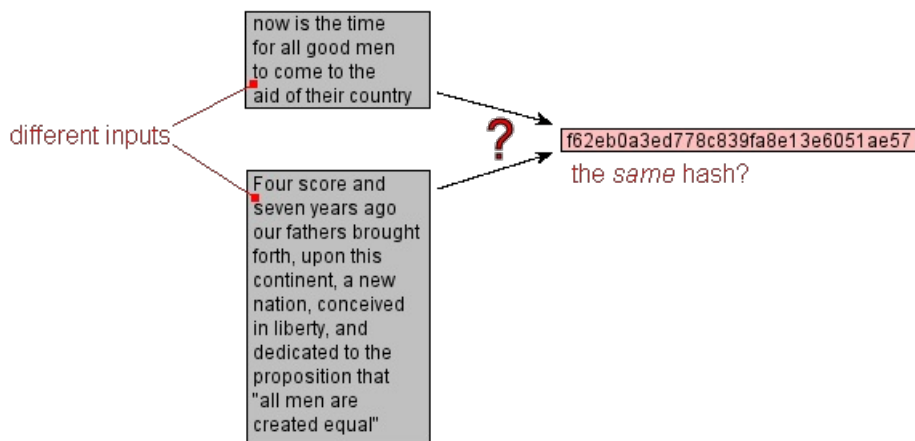 now is the time
for all good men
to come to the
aid of their country
different inputs
?
f62eb0a3ed778c839fa8e13e6051ae57
the same hash?
Four score and
seven years ago
our fathers brought
forth, upon this
continent, a new
nation, conceived
in liberty, and
dedicated to the
proposition that
"all men are
created equal"